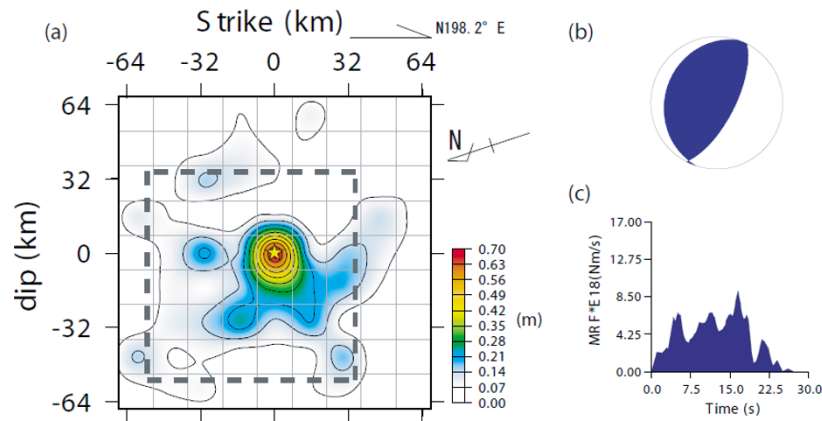 (a)
Strike (km)
N198.2° E
-64 -32 0 32 64
64
32
0
-32
-64
dip (km)
N
0.70
0.63
0.56
0.49
0.42
0.35
0.28
0.21
0.14
0.07
0.00
(m)
(b)
(c)
17.00
12.75
8.50
4.25
0.00
MRF*E18(Nm/s)
0.0 7.5 15.0 22.5 30.0
Time (s)